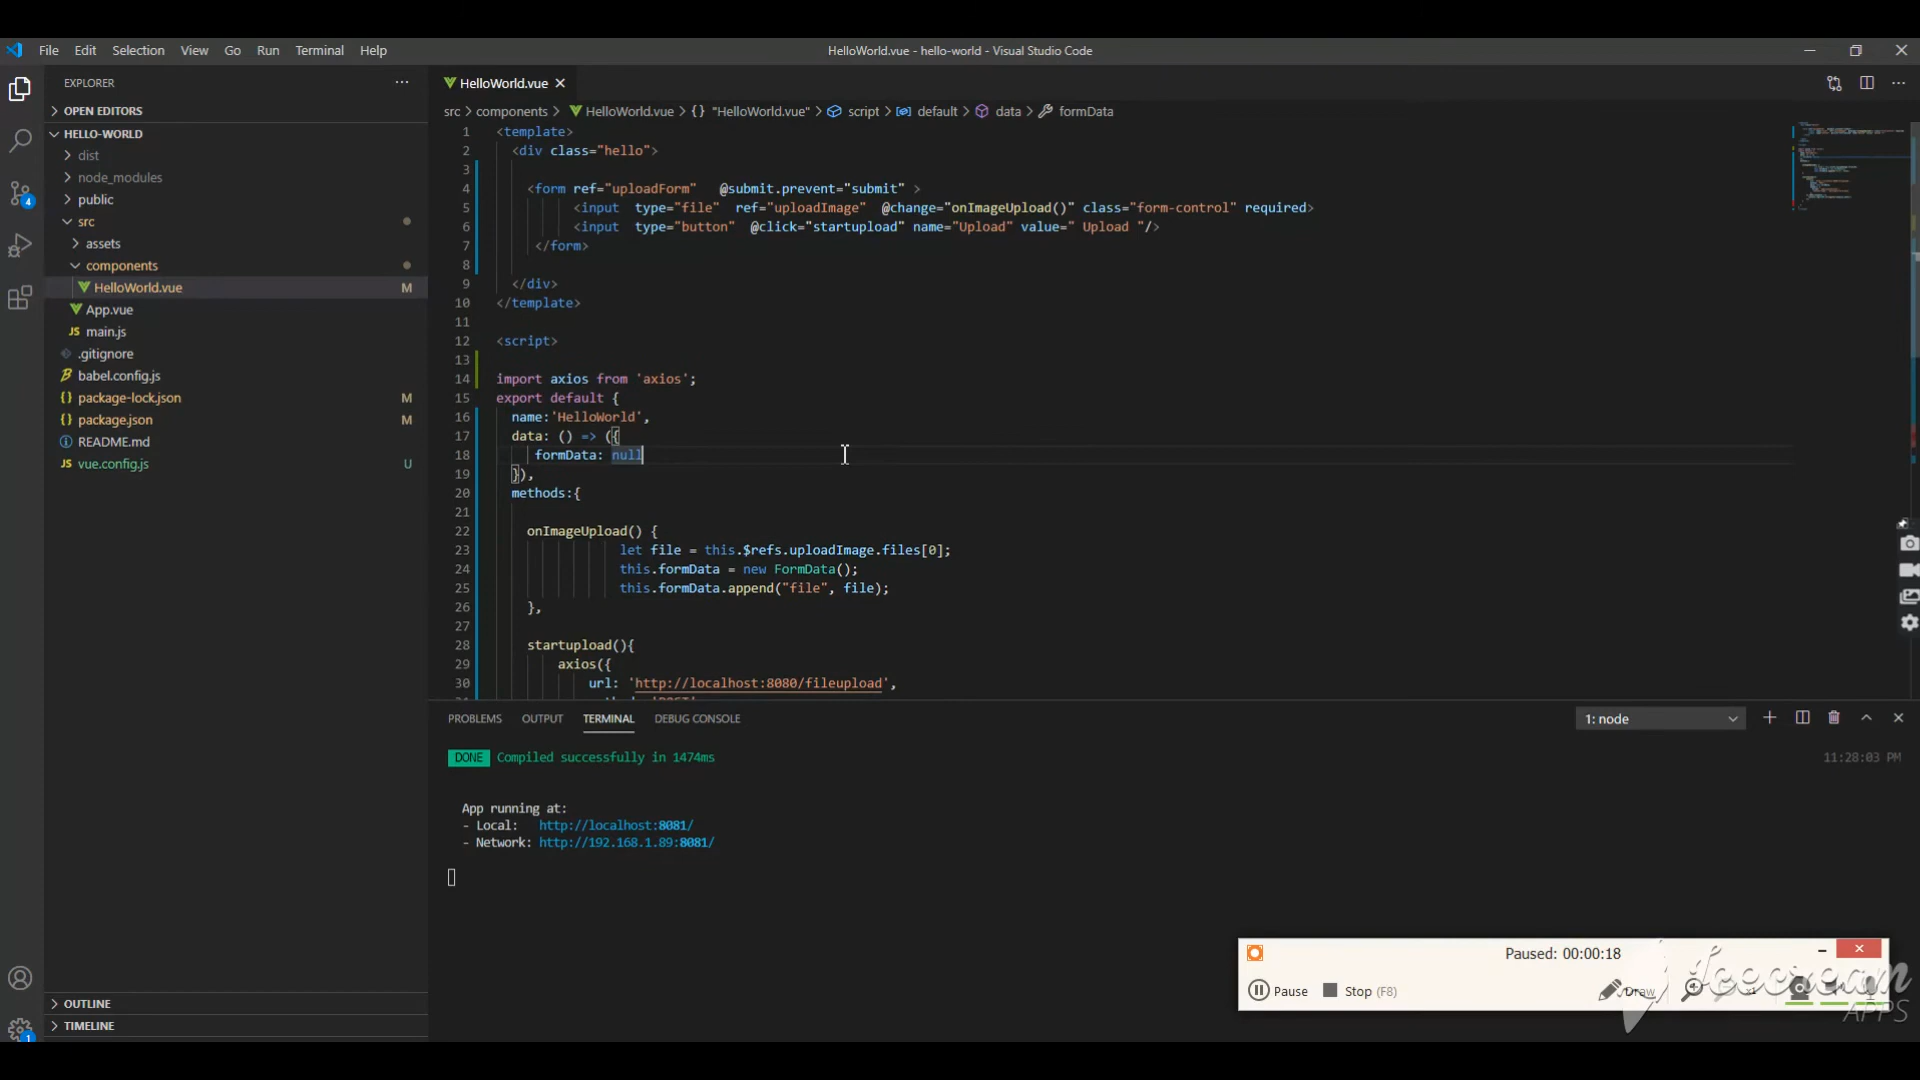 File Edit Selection View Go Run Terminal Help
HelloWorld.vue - hello-world - Visual Studio Code
EXPLORER
OPEN EDITORS
HELLO-WORLD
dist
node_modules
public
src
assets
components
HelloWorld.vue M
App.vue
JS main.js
.gitignore
babel.config.js
{} package-lock.json M
{} package.json M
README.md
vue.config.js U
OUTLINE
TIMELINE
4
1
HelloWorld.vue
src > components > HelloWorld.vue > {} "HelloWorld.vue" > script > default > data > formData
1 <template>
2 <div class="hello">
3
4 <form ref="uploadForm" @submit.prevent="submit" >
5 <input type="file" ref="uploadImage" @change="onImageUpload()" class="form-control" required>
6 <input type="button" @click="startupload" name="Upload" value=" Upload "/>
7 </form>
8
9 </div>
10 </template>
11
12 <script>
13
14 import axios from 'axios';
15 export default {
16 name:'HelloWorld',
17 data: () => ({
18 formData: null
19 }),
20 methods:{
21
22 onImageUpload() {
23 let file = this.$refs.uploadImage.files[0];
24 this.formData = new FormData();
25 this.formData.append("file", file);
26 },
27
28 startupload(){
29 axios({
30 url: 'http://localhost:8080/fileupload',
PROBLEMS OUTPUT TERMINAL DEBUG CONSOLE
1: node
DONE Compiled successfully in 1474ms
11:28:03 PM
App running at:
- Local: http://localhost:8081/
- Network: http://192.168.1.89:8081/
Paused: 00:00:18
Pause Stop (F8) Draw x1
Icecream
APPS